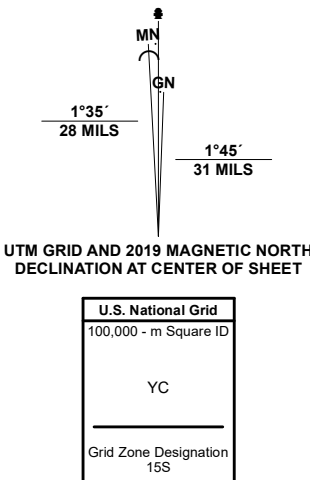 MN
GN
1°35´
28 MILS
1°45´
31 MILS
UTM GRID AND 2019 MAGNETIC NORTH
DECLINATION AT CENTER OF SHEET
U.S. National Grid
100,000 - m Square ID
YC
Grid Zone Designation
15S